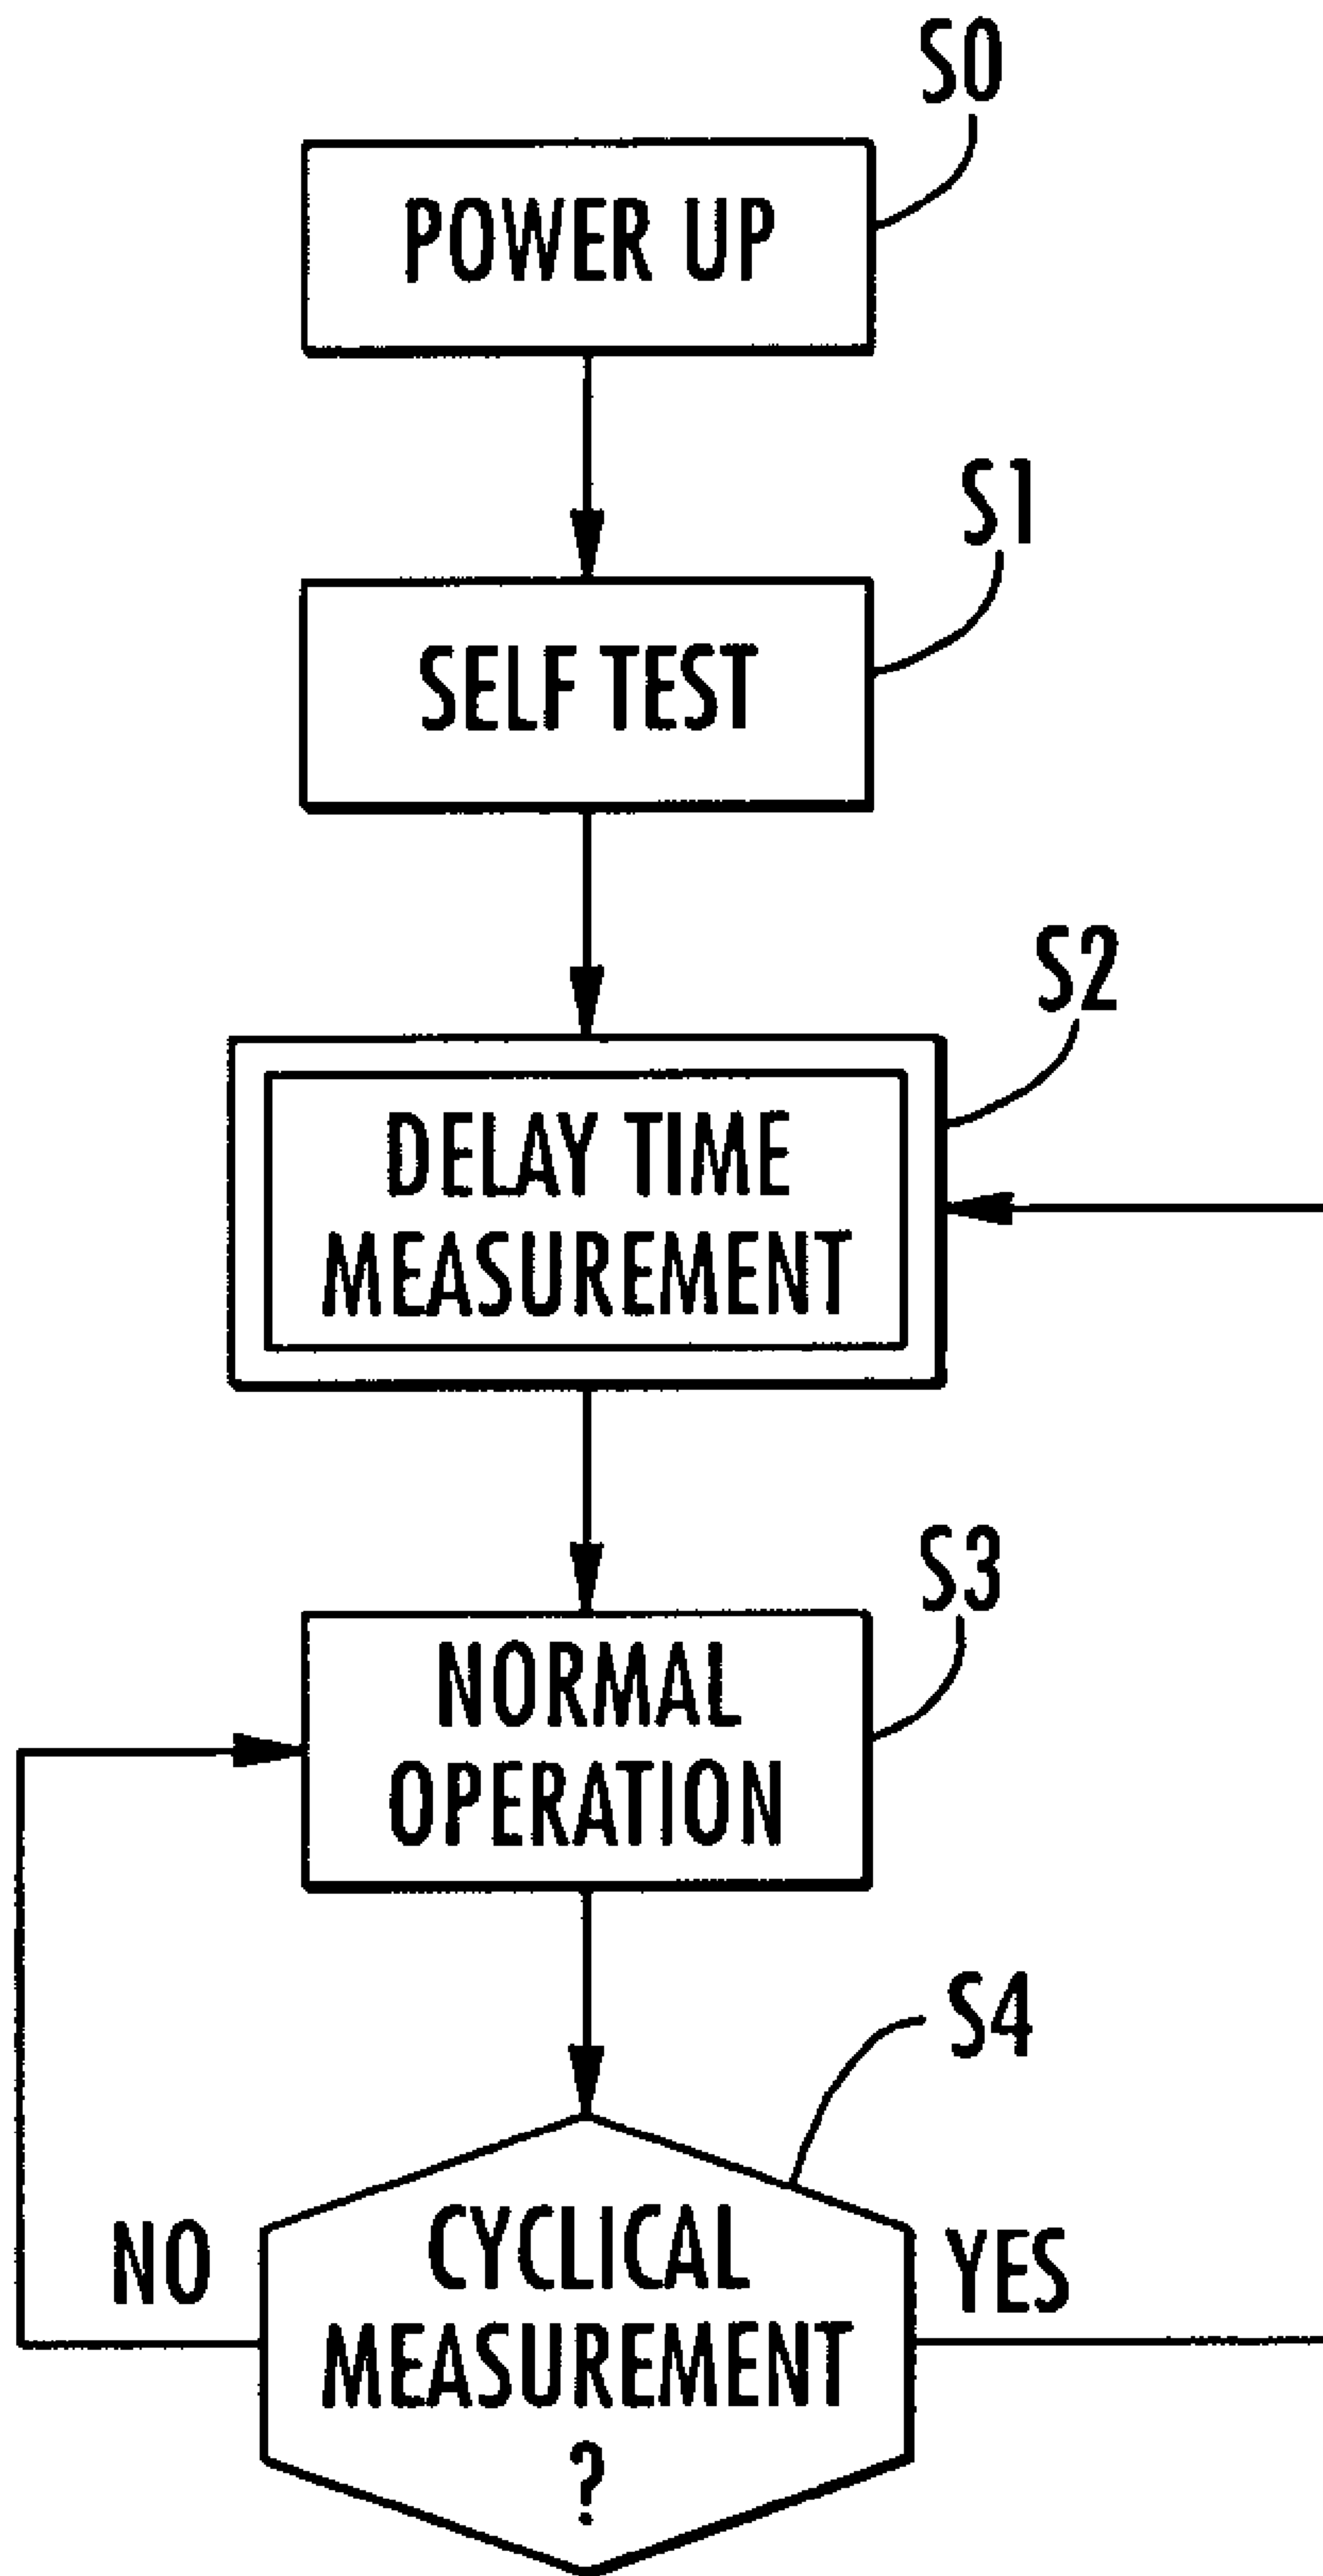 S0
POWER UP
S1
SELF TEST
S2
DELAY TIME
MEASUREMENT
S3
NORMAL
OPERATION
S4
NO
CYCLICAL
MEASUREMENT
?
YES